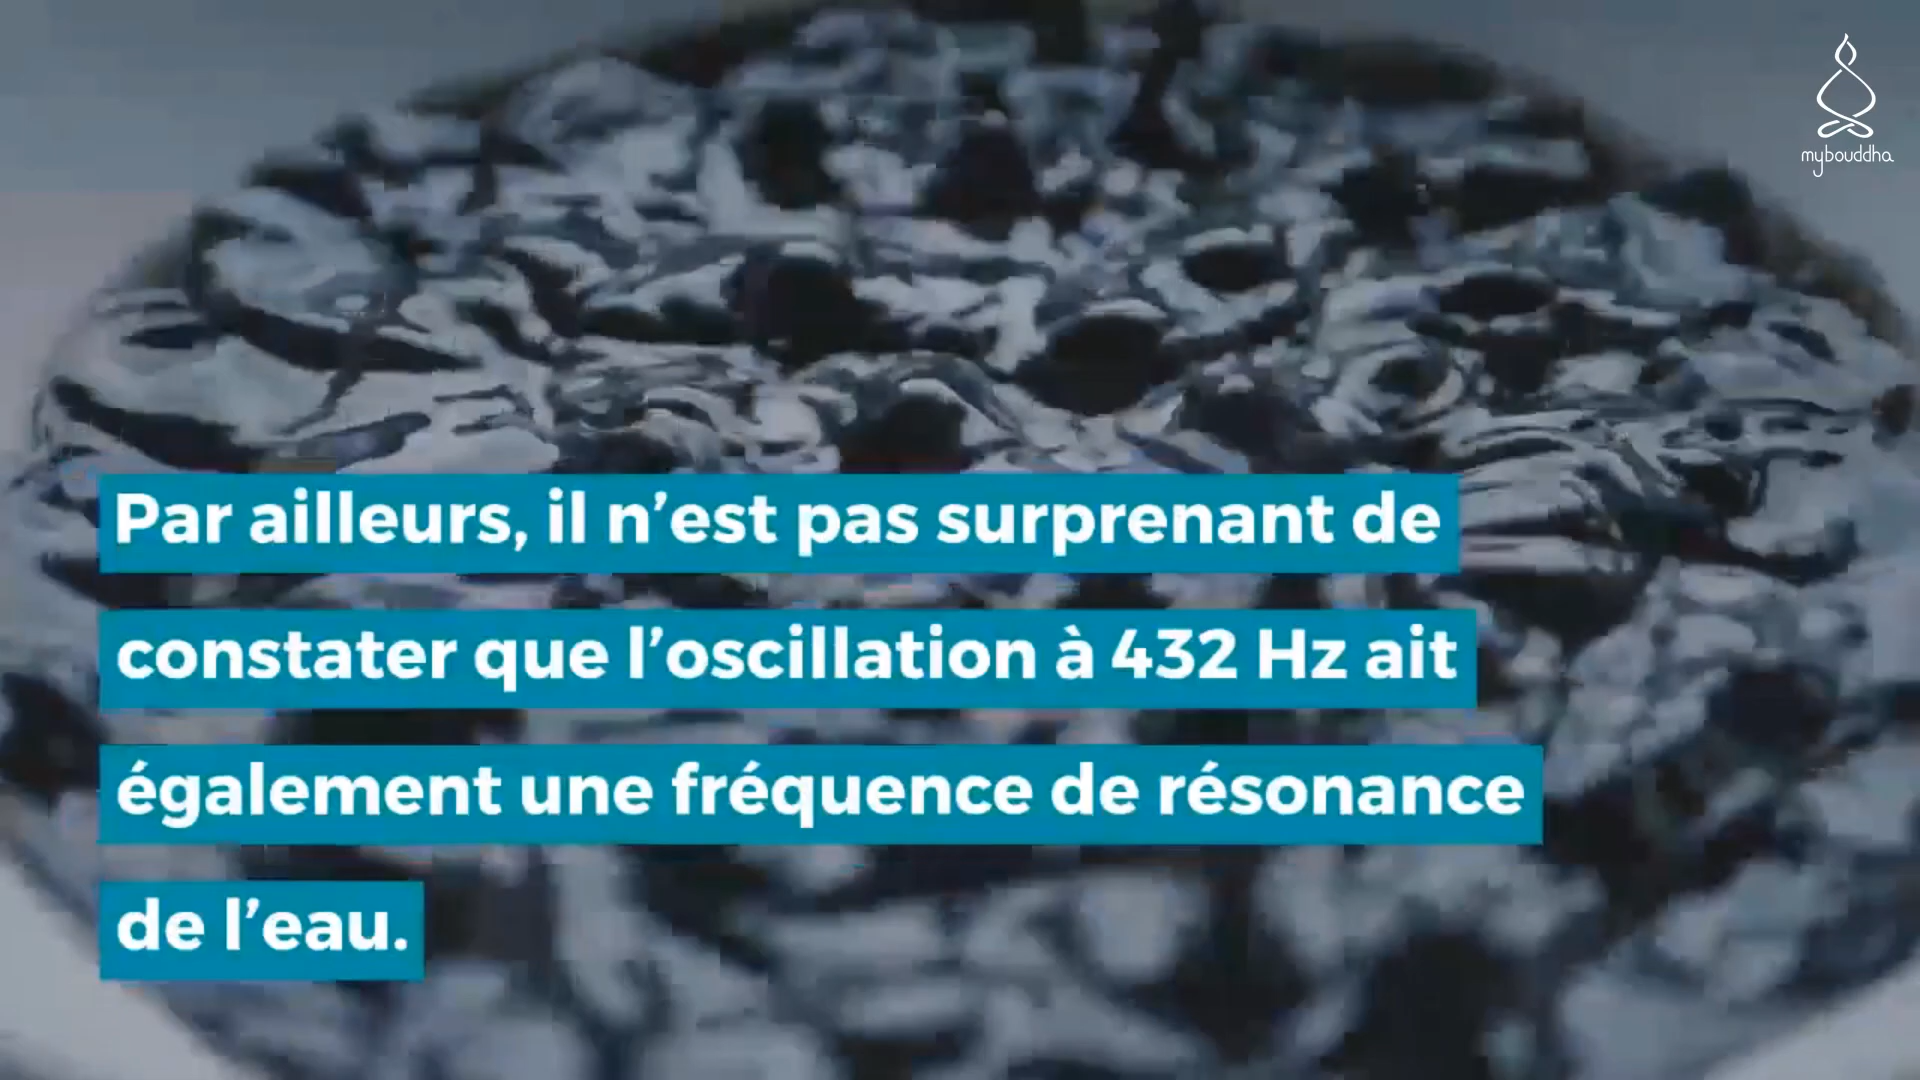 mybouddha
Par ailleurs, il n’est pas surprenant de
constater que l’oscillation à 432 Hz ait
également une fréquence de résonance
de l’eau.